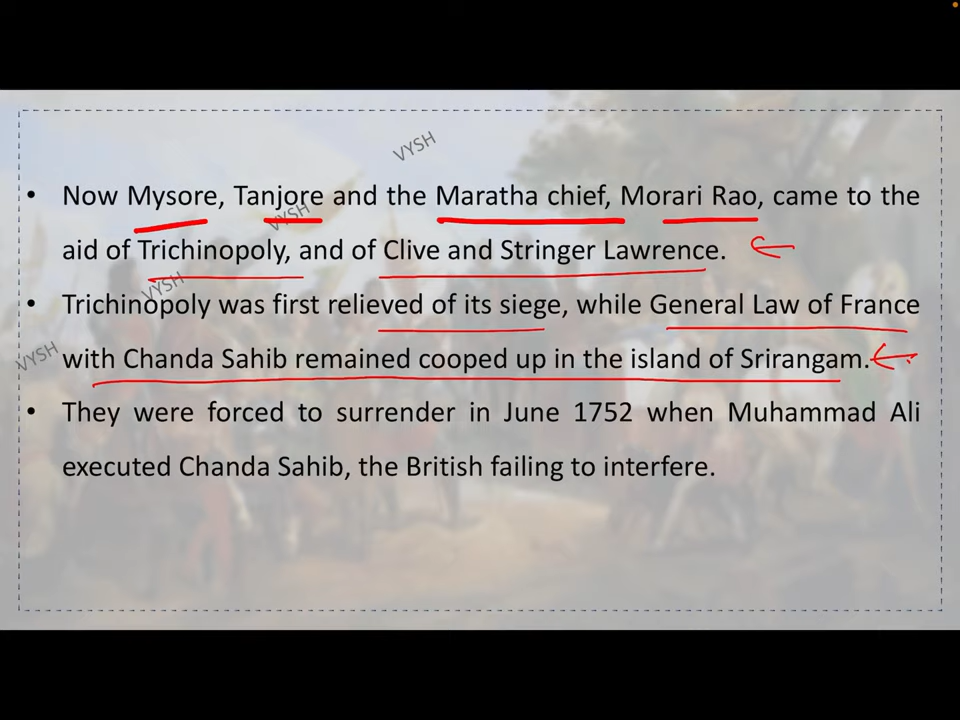 VYSH
• Now Mysore, Tanjore and the Maratha chief, Morari Rao, came to the
VYSH
aid of Trichinopoly, and of Clive and Stringer Lawrence.
VYSH
• Trichinopoly was first relieved of its siege, while General Law of France
VYSH
with Chanda Sahib remained cooped up in the island of Srirangam.
• They were forced to surrender in June 1752 when Muhammad Ali
executed Chanda Sahib, the British failing to interfere.